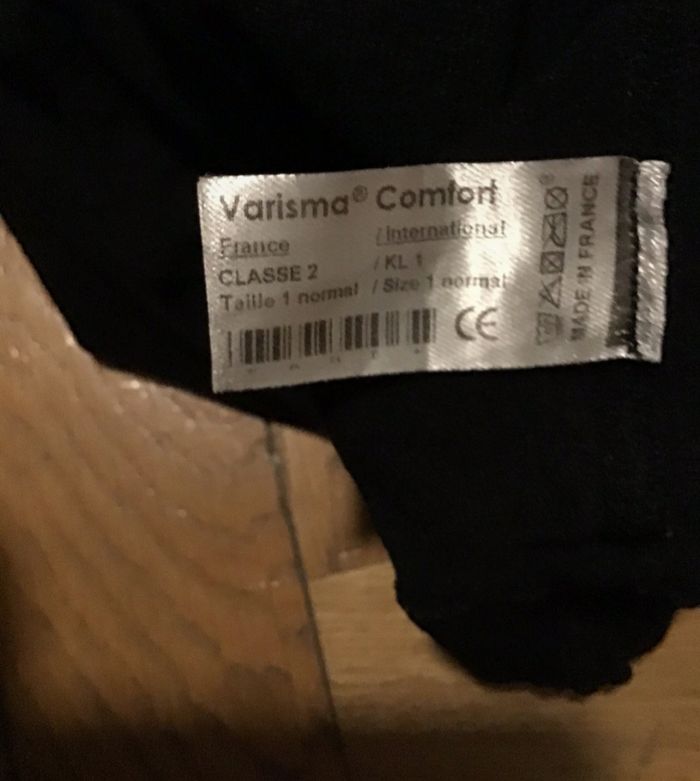 Varisma® Comfort
France / International
CLASSE 2 / KL 1
Taille 1 normal / Size 1 normal
CE
MADE IN FRANCE